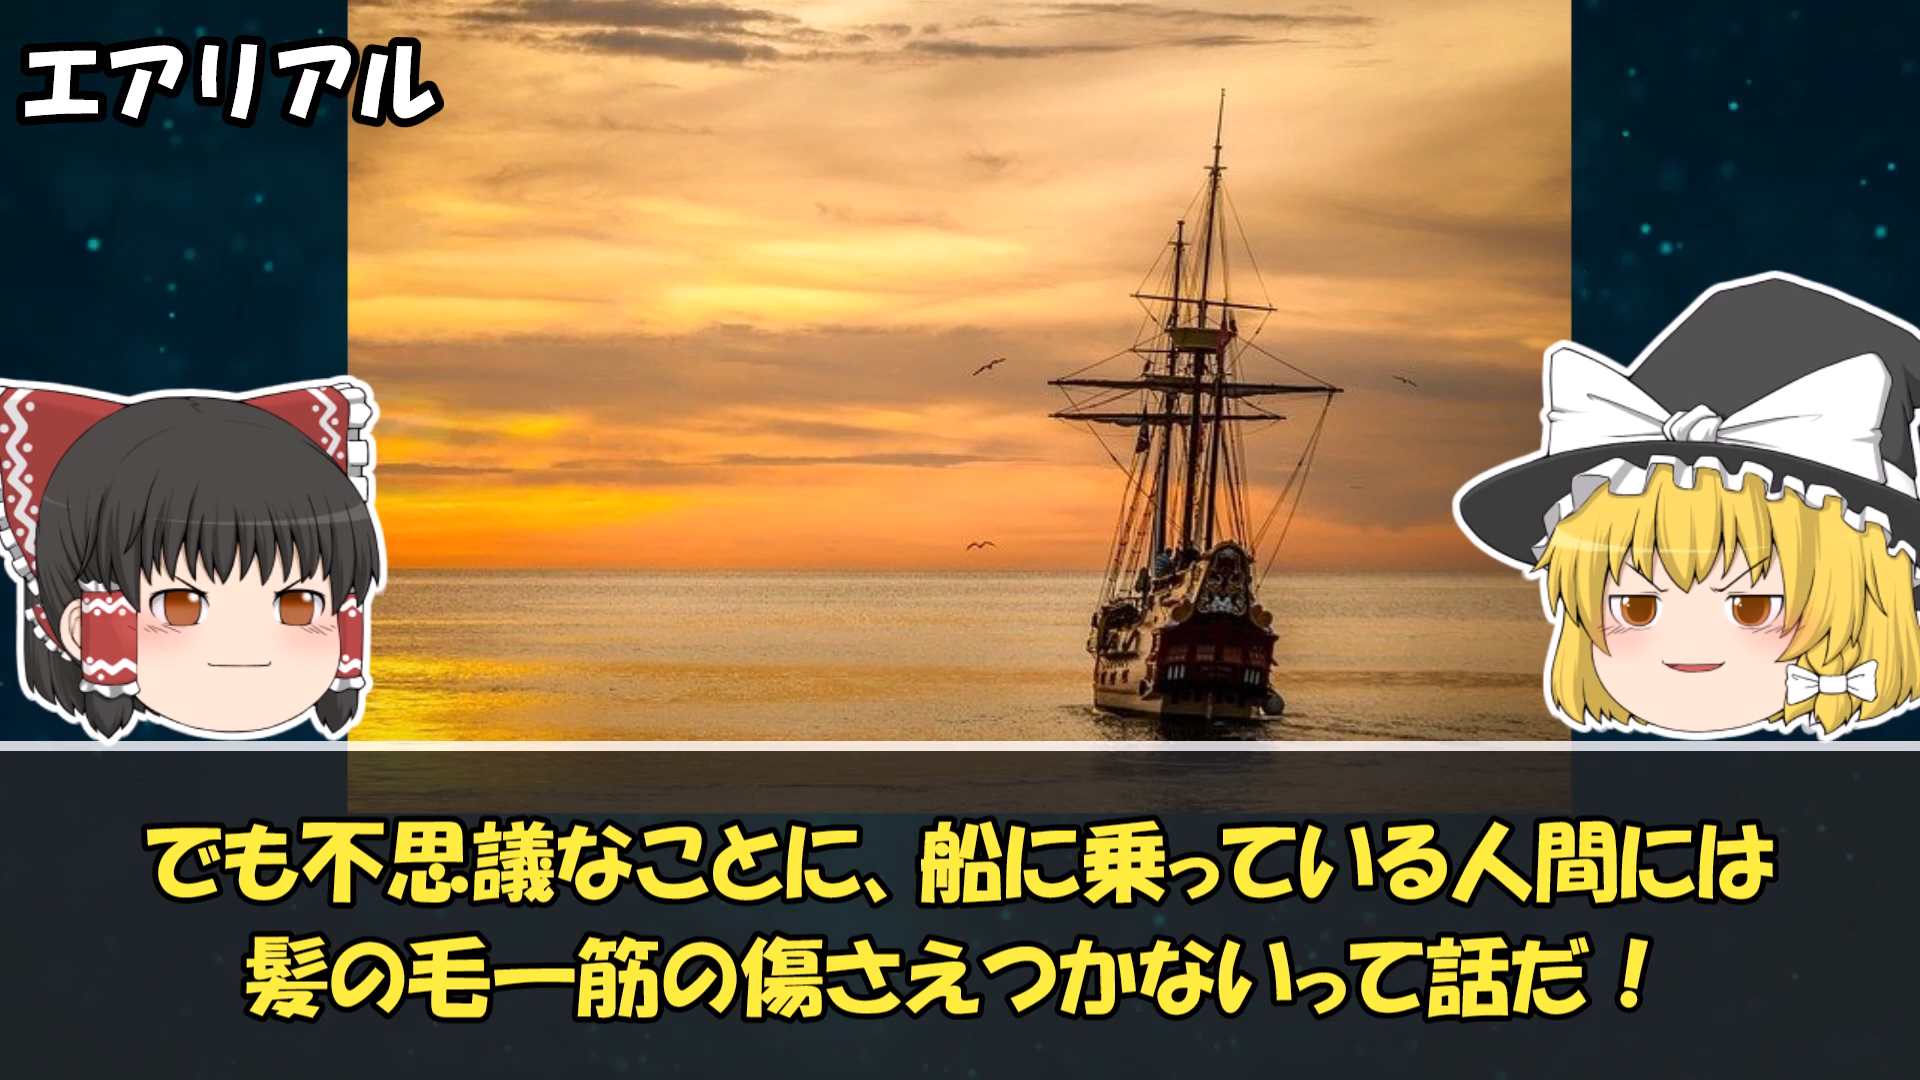 エアリアル
でも不思議なことに、船に乗っている人間には
髪の毛一筋の傷さえつかないって話だ！